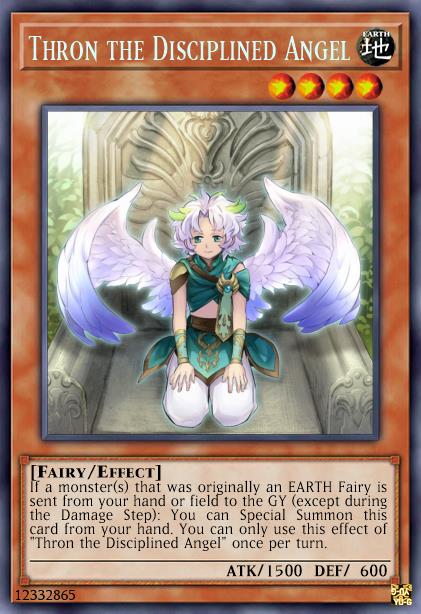 Thron the Disciplined Angel
EARTH
地
[Fairy/Effect]
If a monster(s) that was originally an EARTH Fairy is
sent from your hand or field to the GY (except during
the Damage Step): You can Special Summon this
card from your hand. You can only use this effect of
"Thron the Disciplined Angel" once per turn.
ATK/1500 DEF/ 600
12332865